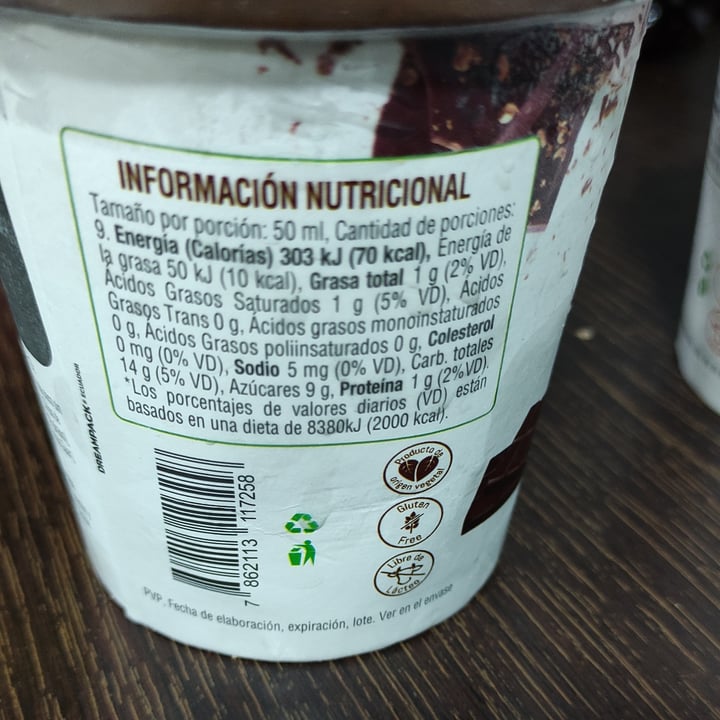 INFORMACIÓN NUTRICIONAL
Tamaño por porción: 50 ml, Cantidad de porciones:
9. Energía (Calorías) 303 kJ (70 kcal), Energía de
la grasa 50 kJ (10 kcal), Grasa total 1 g (2% VD),
Ácidos Grasos Saturados 1 g (5% VD), Ácidos
Grasos Trans 0 g, Ácidos grasos monoinstaturados
0 g, Ácidos Grasos poliinsaturados 0 g, Colesterol
0 mg (0% VD), Sodio 5 mg (0% VD), Carb. totales
14 g (5% VD), Azúcares 9 g, Proteína 1 g (2%VD).
*Los porcentajes de valores diarios (VD) están
basados en una dieta de 8380kJ (2000 kcal).
DREAMPACK ECUADOR
7 862113 117258
Producto de
origen vegetal
Gluten
Free
Libre de
Lácteo
PVP, Fecha de elaboración, expiración, lote. Ver en el envase